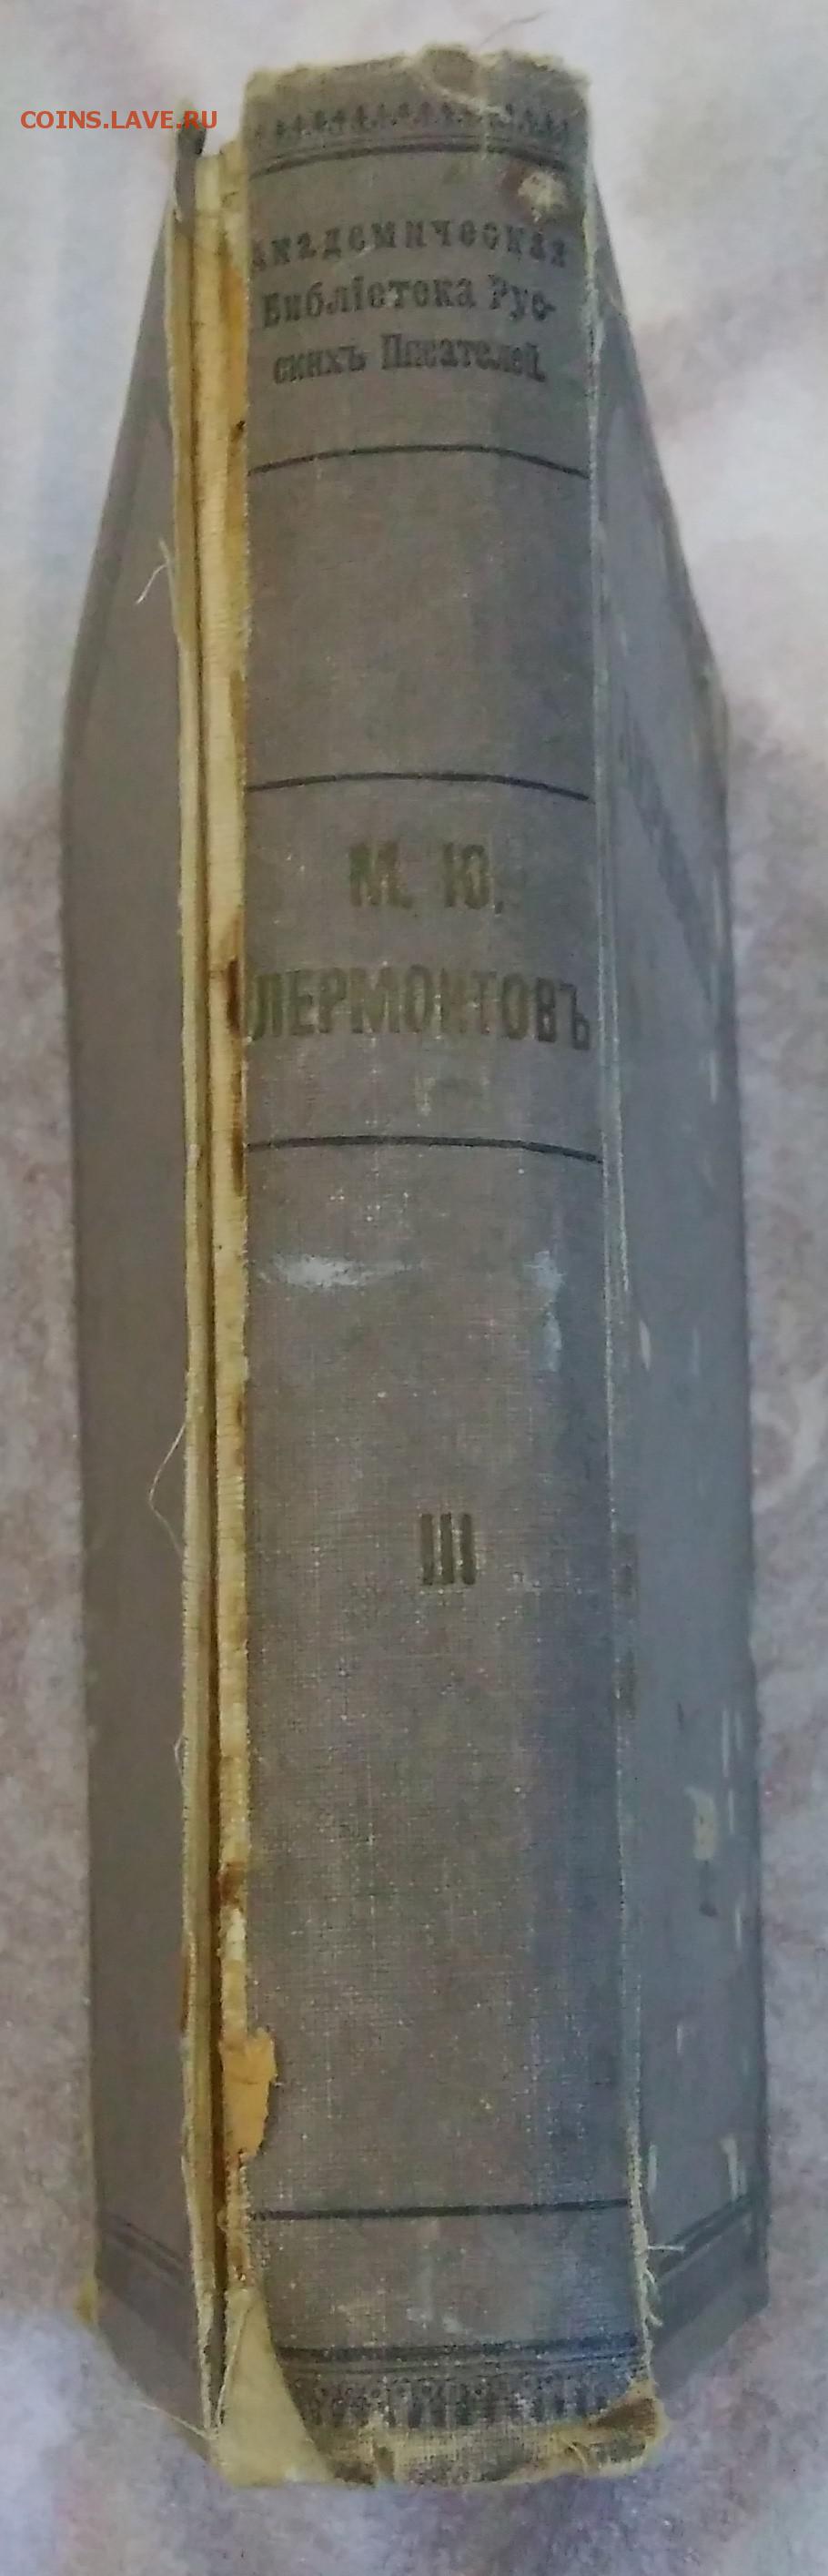 COINS.LAVE.RU
Академическая
Библіотека Рус-
скихъ Писателей.
М. Ю.
ЛЕРМОНТОВЪ
III